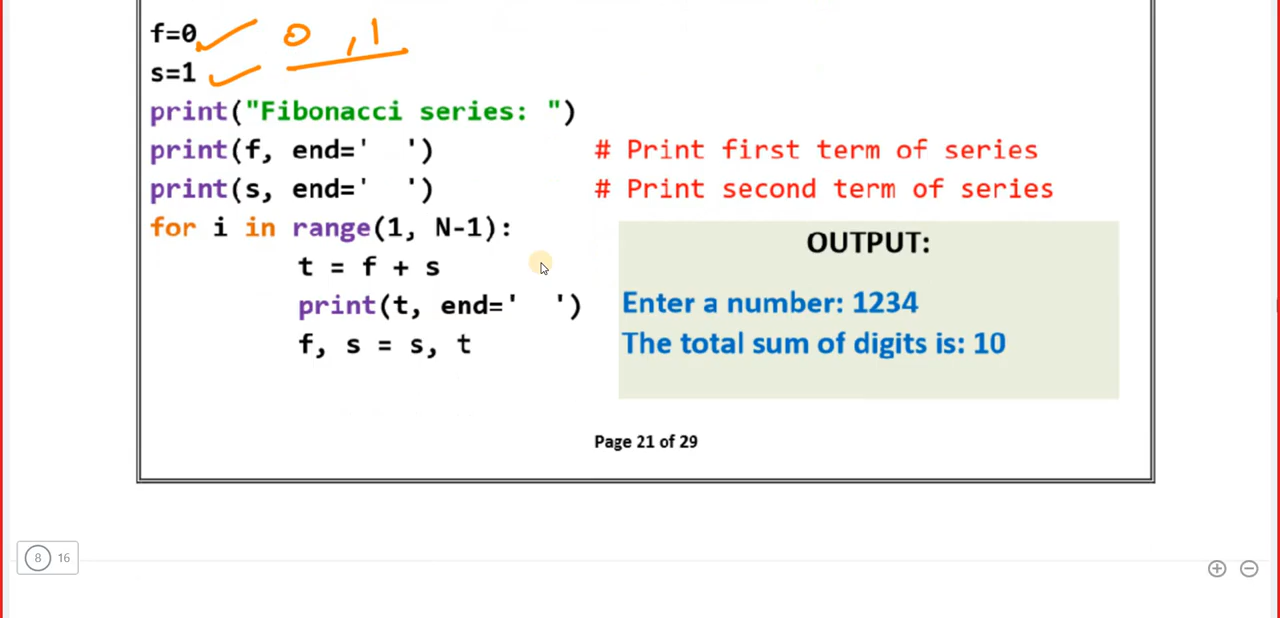 f=0 0 , 1
s=1
print("Fibonacci series: ")
print(f, end=' ') # Print first term of series
print(s, end=' ') # Print second term of series
for i in range(1, N-1):
t = f + s
print(t, end=' ')
f, s = s, t
OUTPUT:
Enter a number: 1234
The total sum of digits is: 10
Page 21 of 29
8 16